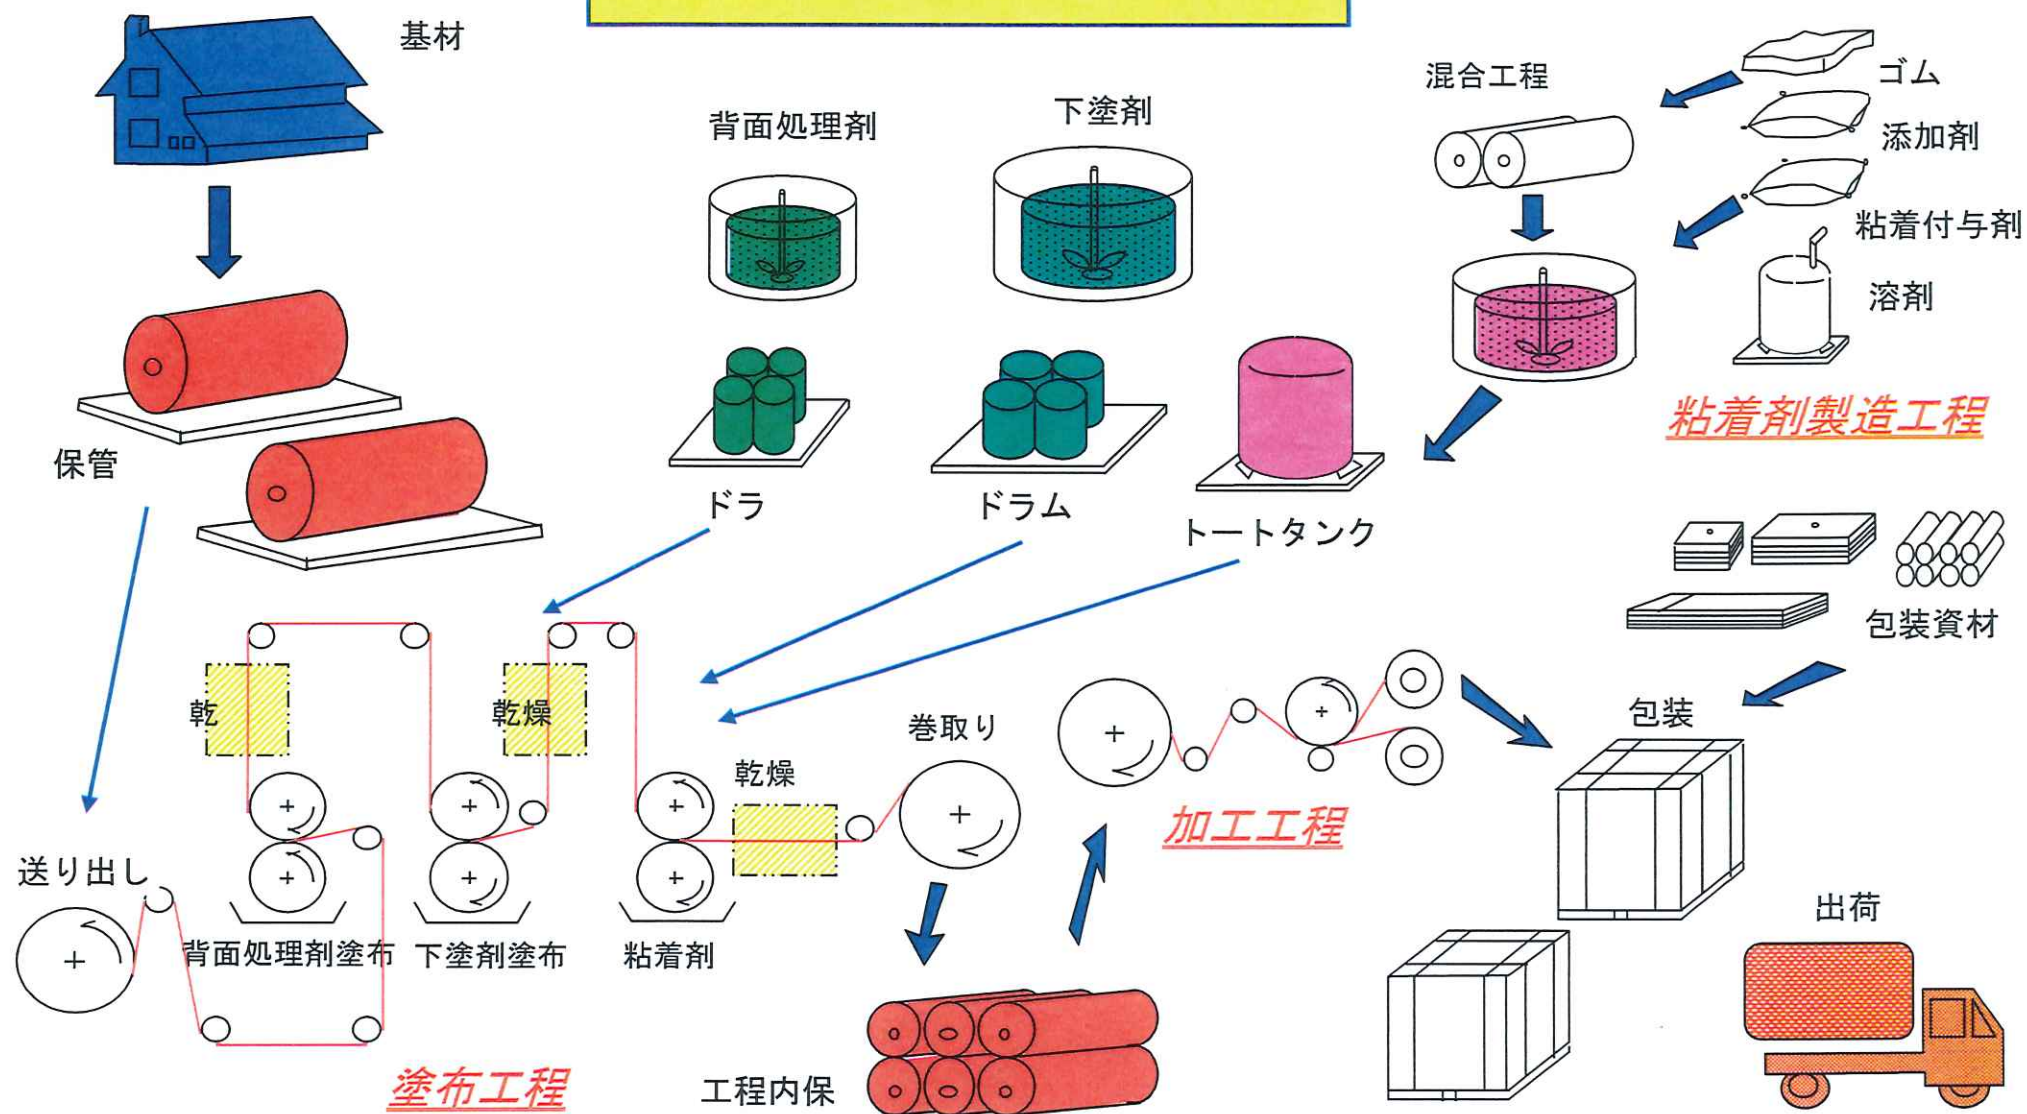 基材
背面処理剤
下塗剤
混合工程
ゴム
添加剤
粘着付与剤
溶剤
粘着剤製造工程
保管
ドラ
ドラム
トートタンク
包装資材
乾
乾燥
乾燥
巻取り
包装
加工工程
送り出し
背面処理剤塗布
下塗剤塗布
粘着剤
出荷
塗布工程
工程内保